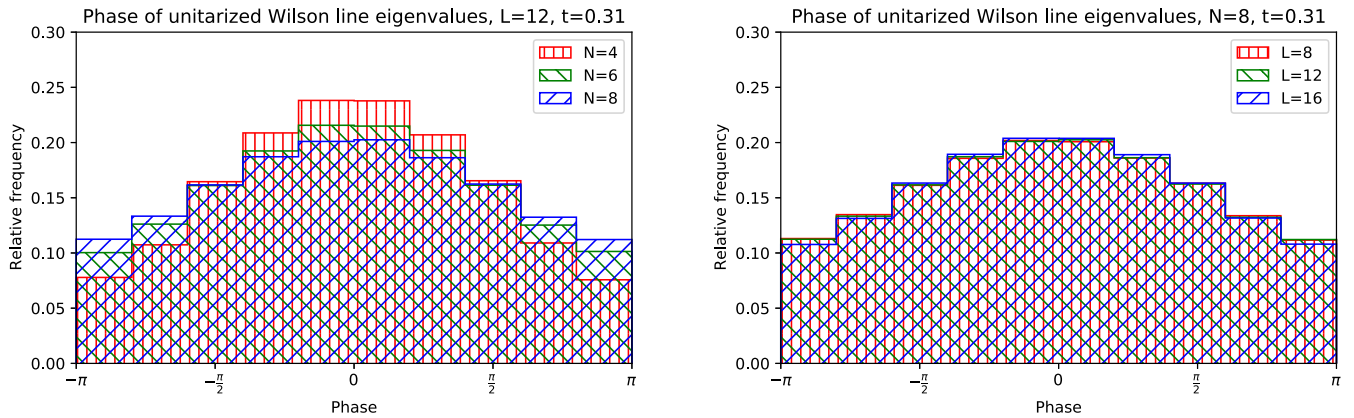 Phase of unitarized Wilson line eigenvalues, L=12, t=0.31
0.30
0.25
0.20
0.15
0.10
0.05
0.00
Relative frequency
N=4
N=6
N=8
−π
−π/2
0
π/2
π
Phase
Phase of unitarized Wilson line eigenvalues, N=8, t=0.31
0.30
0.25
0.20
0.15
0.10
0.05
0.00
Relative frequency
L=8
L=12
L=16
−π
−π/2
0
π/2
π
Phase